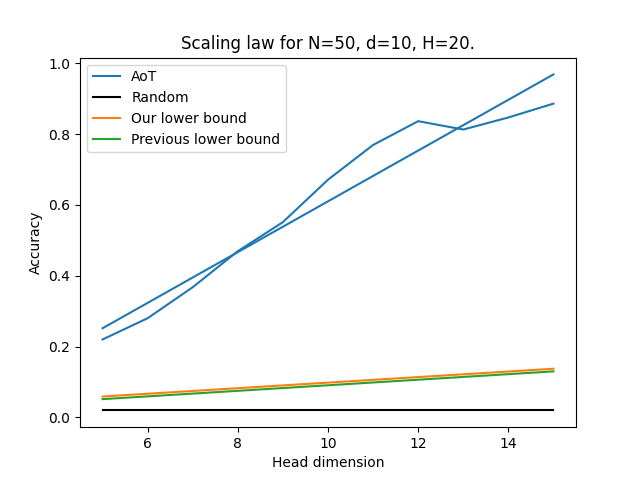 Scaling law for N=50, d=10, H=20.
AoT
Random
Our lower bound
Previous lower bound
1.0
0.8
0.6
0.4
0.2
0.0
Accuracy
6 8 10 12 14
Head dimension